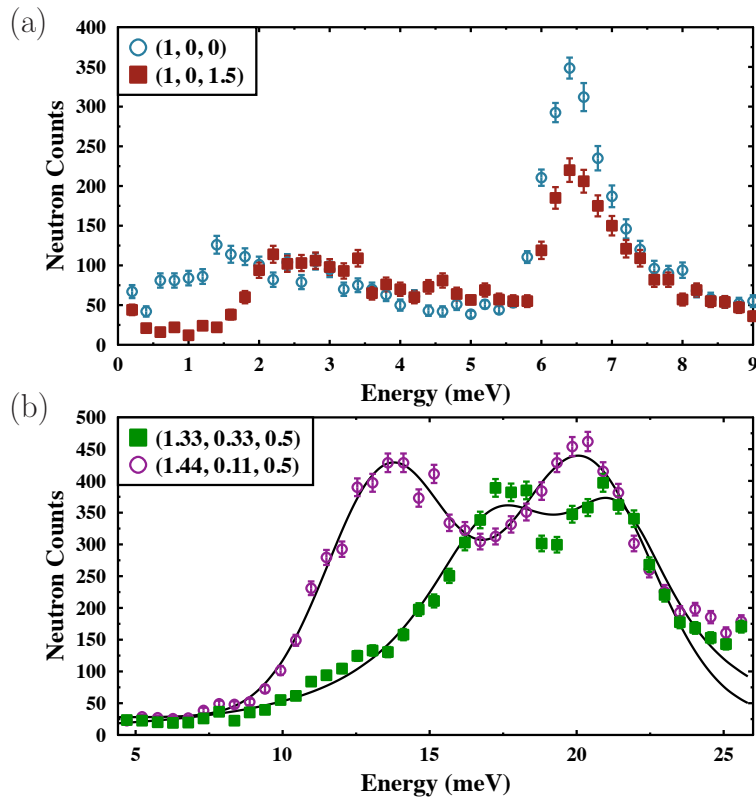 (a)
(1, 0, 0)
(1, 0, 1.5)
Neutron Counts
400
350
300
250
200
150
100
50
0
0 1 2 3 4 5 6 7 8 9
Energy (meV)
(b)
(1.33, 0.33, 0.5)
(1.44, 0.11, 0.5)
Neutron Counts
500
450
400
350
300
250
200
150
100
50
0
5 10 15 20 25
Energy (meV)